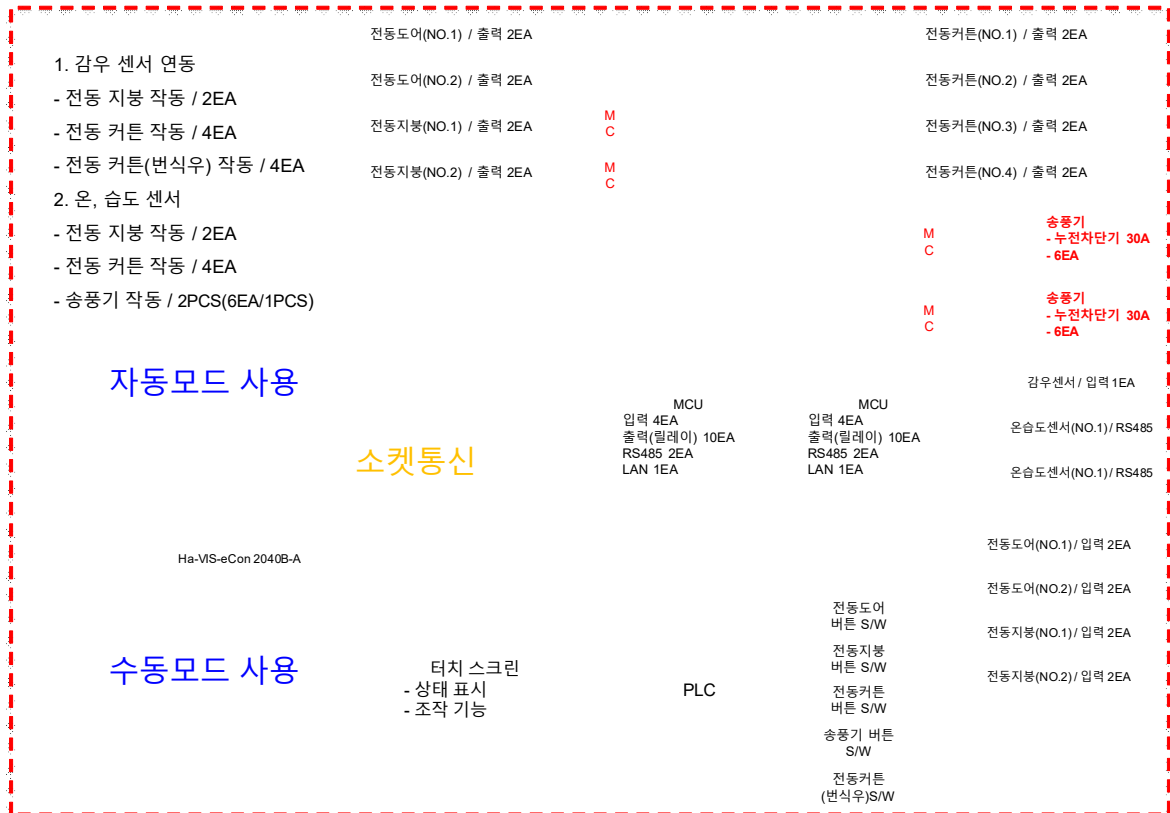 1. 감우 센서 연동
- 전동 지붕 작동 / 2EA
- 전동 커튼 작동 / 4EA
- 전동 커튼(번식우) 작동 / 4EA
2. 온, 습도 센서
- 전동 지붕 작동 / 2EA
- 전동 커튼 작동 / 4EA
- 송풍기 작동 / 2PCS(6EA/1PCS)
전동도어(NO.1) / 출력 2EA
전동도어(NO.2) / 출력 2EA
전동지붕(NO.1) / 출력 2EA
전동지붕(NO.2) / 출력 2EA
M
C
M
C
전동커튼(NO.1) / 출력 2EA
전동커튼(NO.2) / 출력 2EA
전동커튼(NO.3) / 출력 2EA
전동커튼(NO.4) / 출력 2EA
M
C
송풍기
- 누전차단기 30A
- 6EA
M
C
송풍기
- 누전차단기 30A
- 6EA
자동모드 사용
소켓통신
MCU
입력 4EA
출력(릴레이) 10EA
RS485 2EA
LAN 1EA
MCU
입력 4EA
출력(릴레이) 10EA
RS485 2EA
LAN 1EA
감우센서 / 입력 1EA
온습도센서(NO.1) / RS485
온습도센서(NO.1) / RS485
Ha-VIS-eCon 2040B-A
수동모드 사용
터치 스크린
- 상태 표시
- 조작 기능
PLC
전동도어
버튼 S/W
전동지붕
버튼 S/W
전동커튼
버튼 S/W
송풍기 버튼
S/W
전동커튼
(번식우)S/W
전동도어(NO.1) / 입력 2EA
전동도어(NO.2) / 입력 2EA
전동지붕(NO.1) / 입력 2EA
전동지붕(NO.2) / 입력 2EA